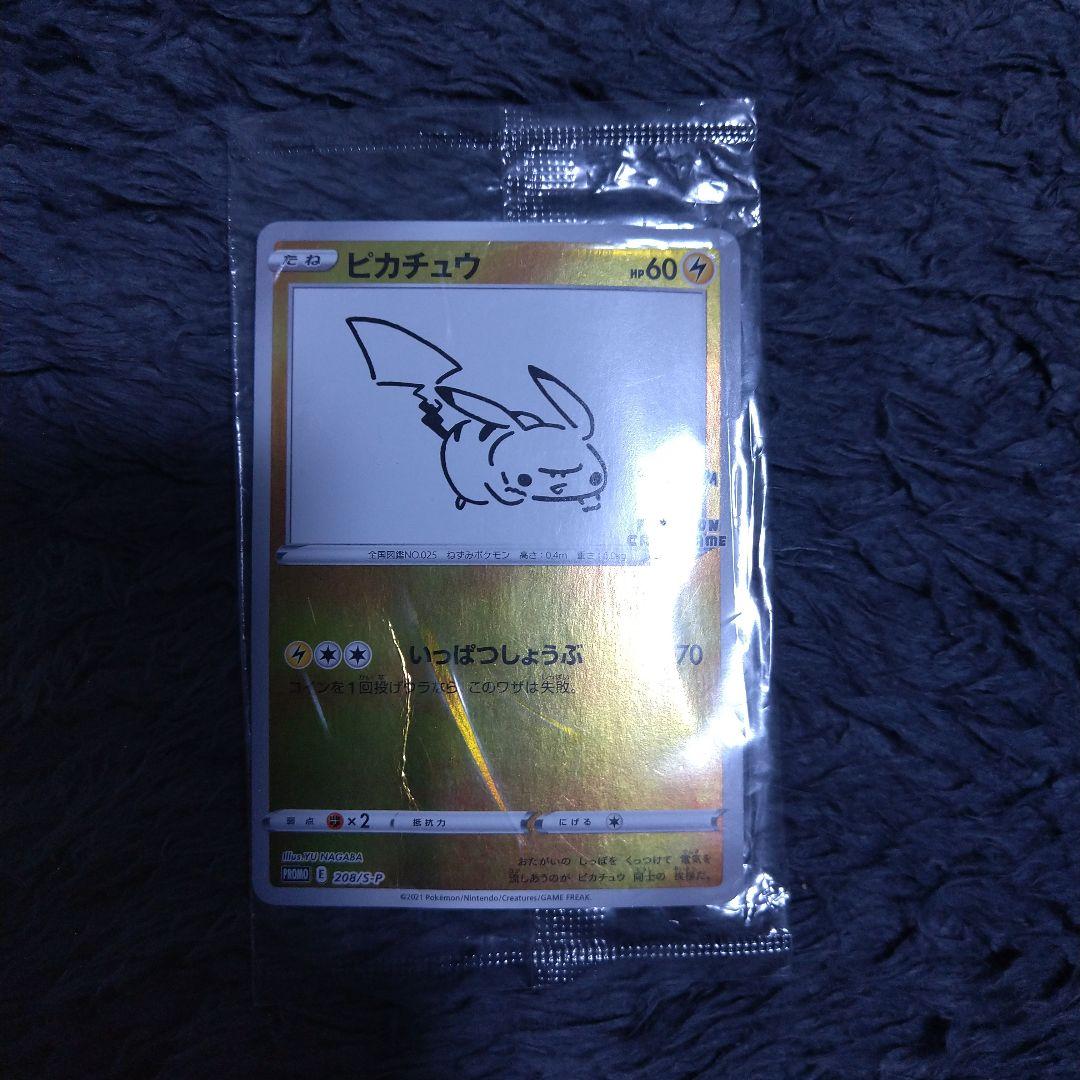 たね ピカチュウ HP60
全国図鑑NO.025 ねずみポケモン 高さ:0.4m 重さ:6.0kg
いっぱつしょうぶ 70
コインを1回投げウラなら、このワザは失敗。
弱点 ×2 抵抗力 にげる
illus. YU NAGABA
PROMO E 208/S-P
おたがいの しっぽを くっつけて 電気を
流しあうのが ピカチュウ 同士の 挨拶だ。
©2021 Pokémon/Nintendo/Creatures/GAME FREAK.